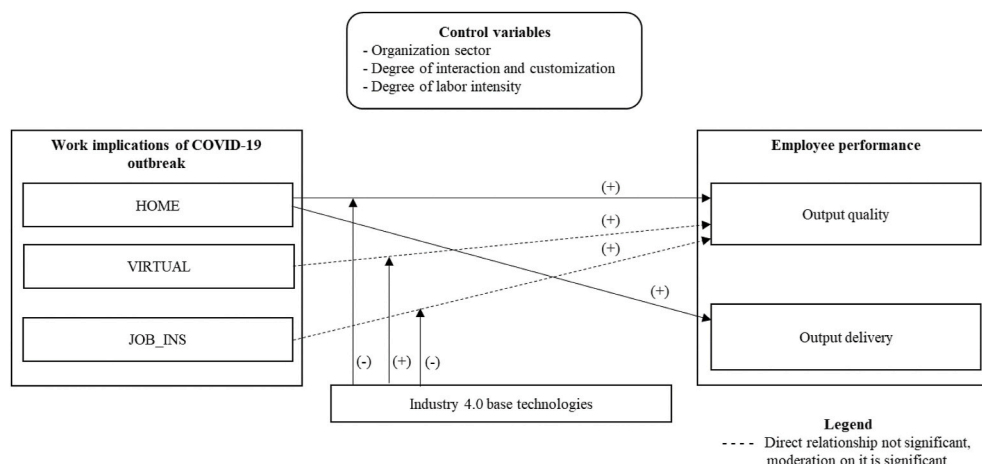 Control variables
- Organization sector
- Degree of interaction and customization
- Degree of labor intensity
Work implications of COVID-19
outbreak
HOME
VIRTUAL
JOB_INS
Employee performance
Output quality
Output delivery
(+)
(+)
(+)
(+)
(-)
(+)
(-)
Industry 4.0 base technologies
Legend
---- Direct relationship not significant,
moderation on it is significant